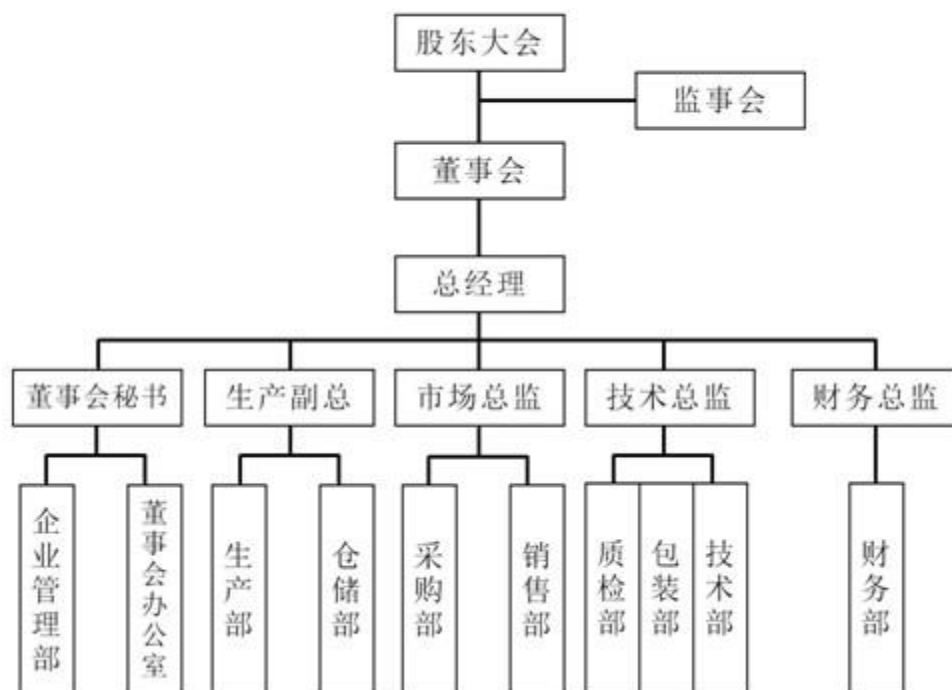 股东大会
监事会
董事会
总经理
董事会秘书
生产副总
市场总监
技术总监
财务总监
企业管理部
董事会办公室
生产部
仓储部
采购部
销售部
质检部
包装部
技术部
财务部